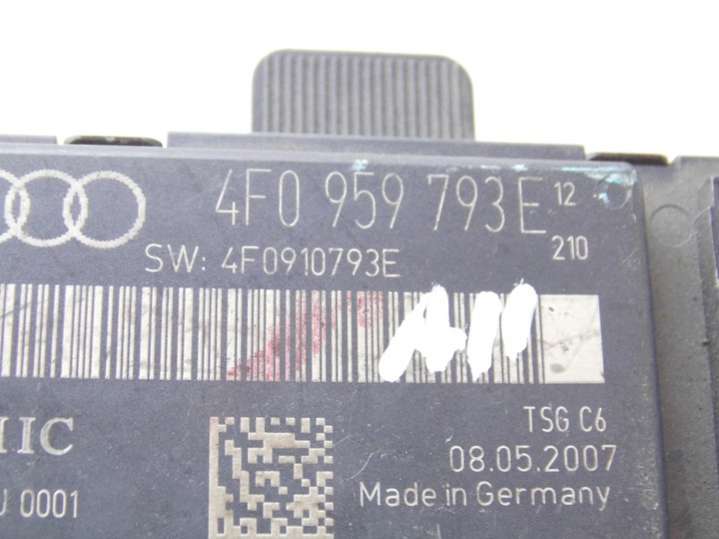 4F0 959 793E 12
210
SW: 4F0910793E
A11
TSG C6
08.05.2007
0001
Made in Germany